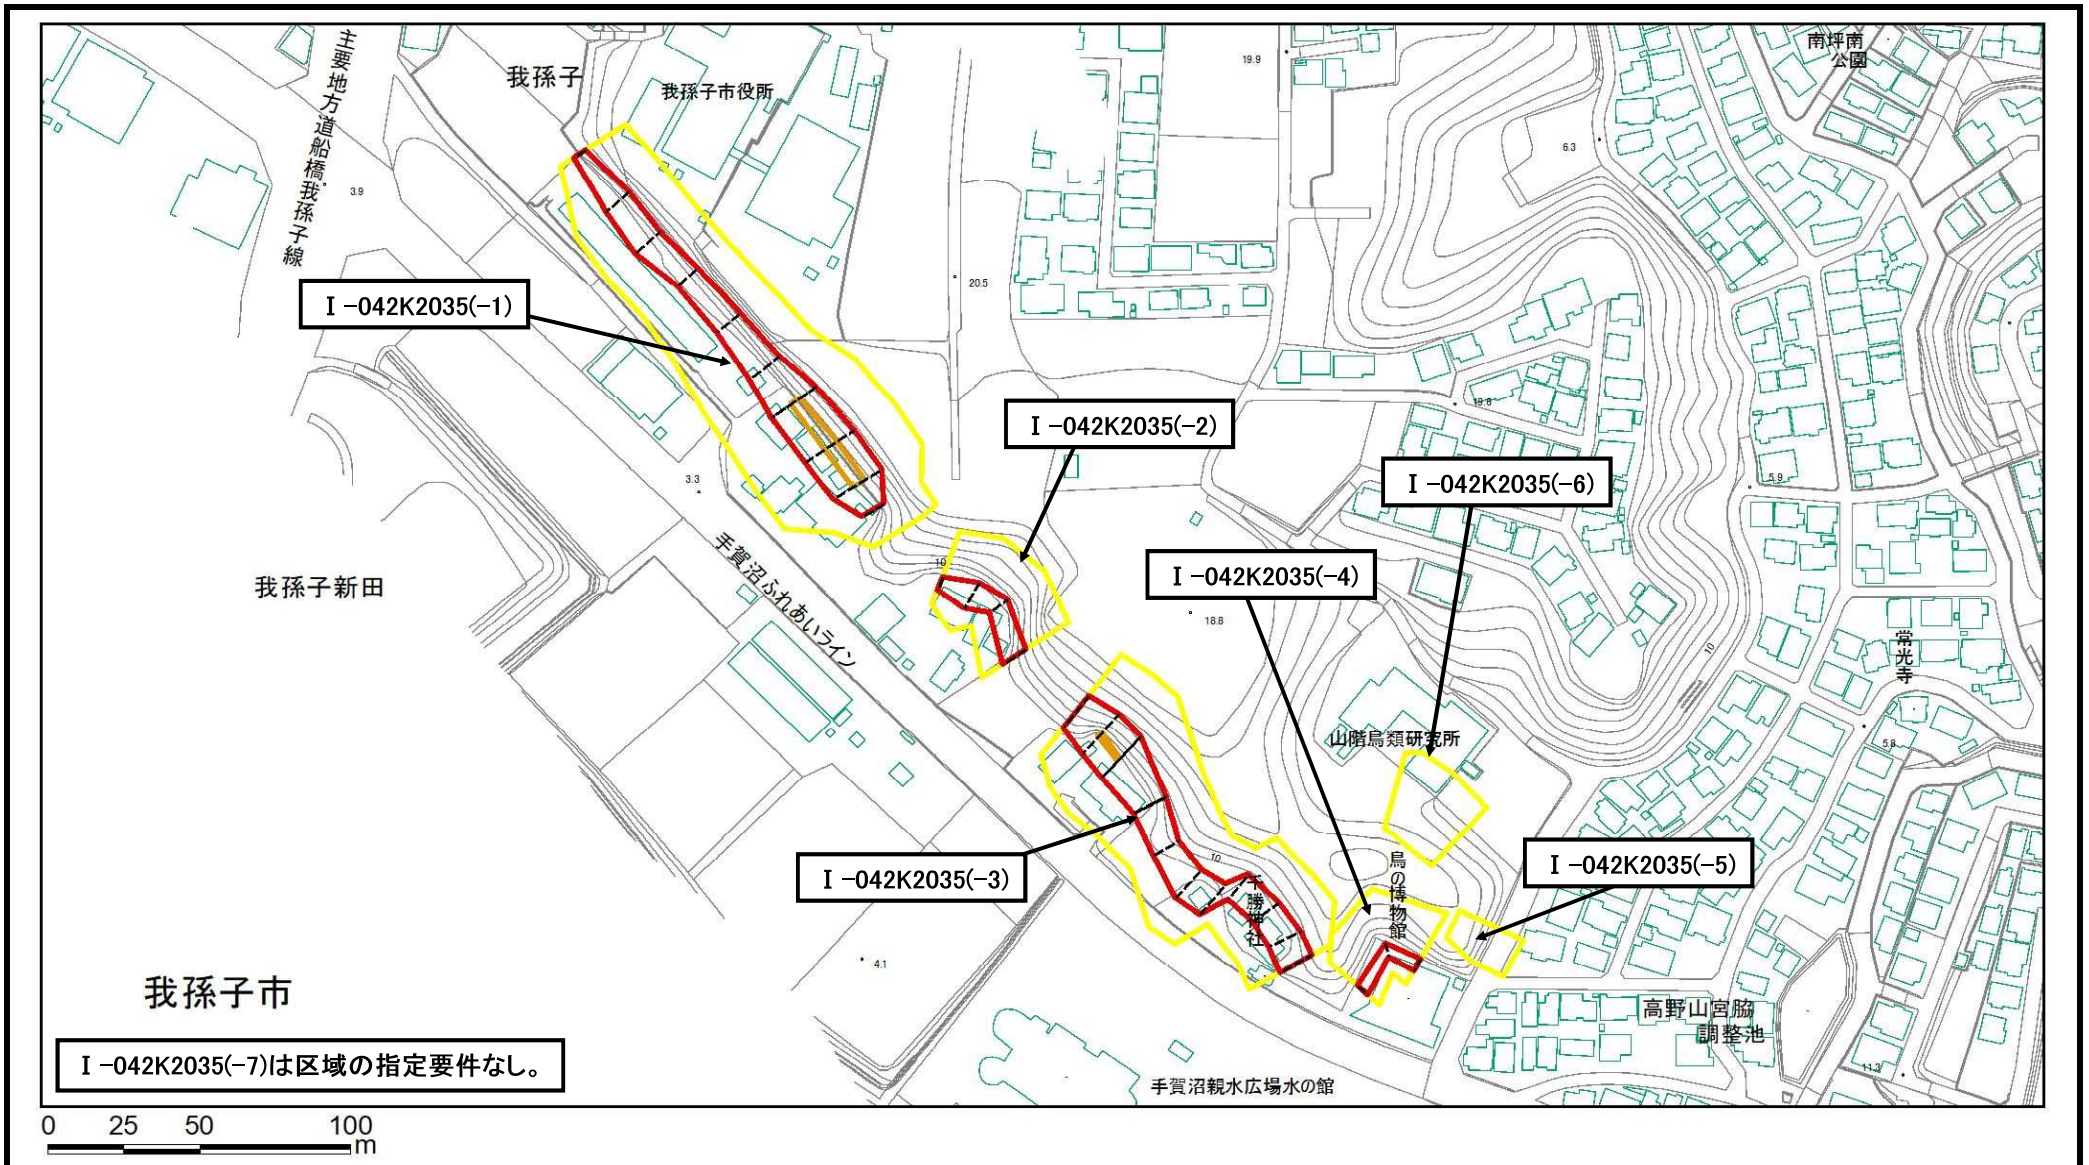 主要地方道船橋我孫子線
我孫子
我孫子市役所
19.9
南坪南
公園
6.3
3.9
20.5
Ⅰ-042K2035(-1)
Ⅰ-042K2035(-2)
19.8
Ⅰ-042K2035(-6)
5.9
3.3
手賀沼ふれあいライン
10
Ⅰ-042K2035(-4)
我孫子新田
18.8
10
常光寺
山階鳥類研究所
5.8
Ⅰ-042K2035(-3)
10
千勝神社
鳥の博物館
Ⅰ-042K2035(-5)
4.1
我孫子市
高野山宮脇
調整池
11.3
Ⅰ-042K2035(-7)は区域の指定要件なし。
手賀沼親水広場水の館
0 25 50 100
m